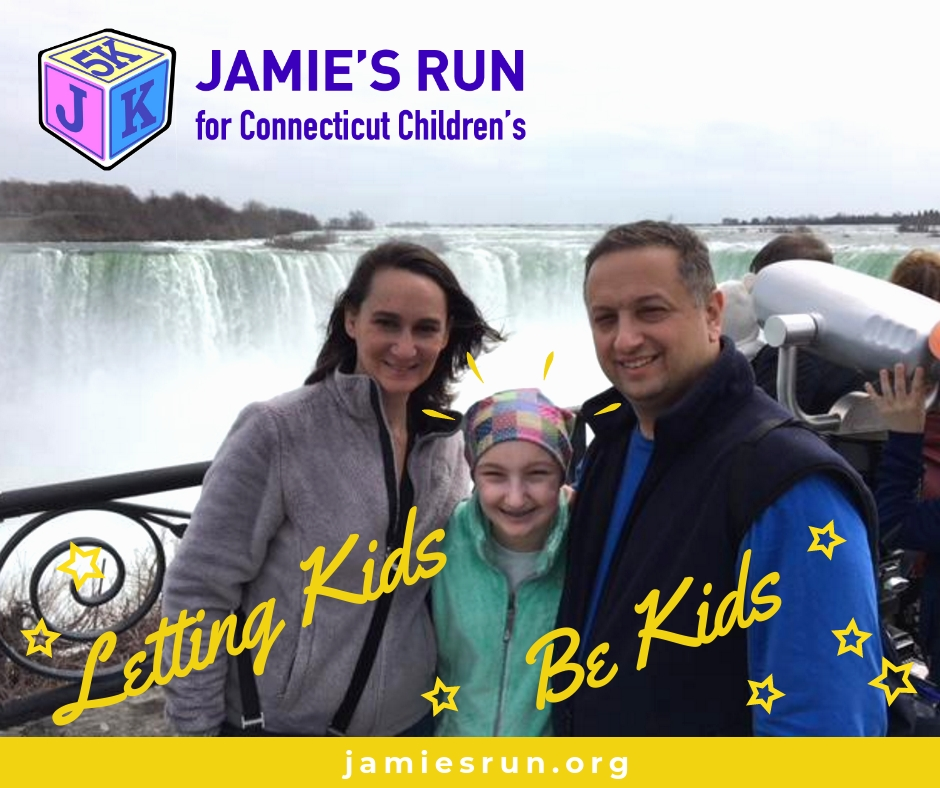 5K
J K
JAMIE'S RUN
for Connecticut Children's
Letting Kids
Be Kids
jamiesrun.org